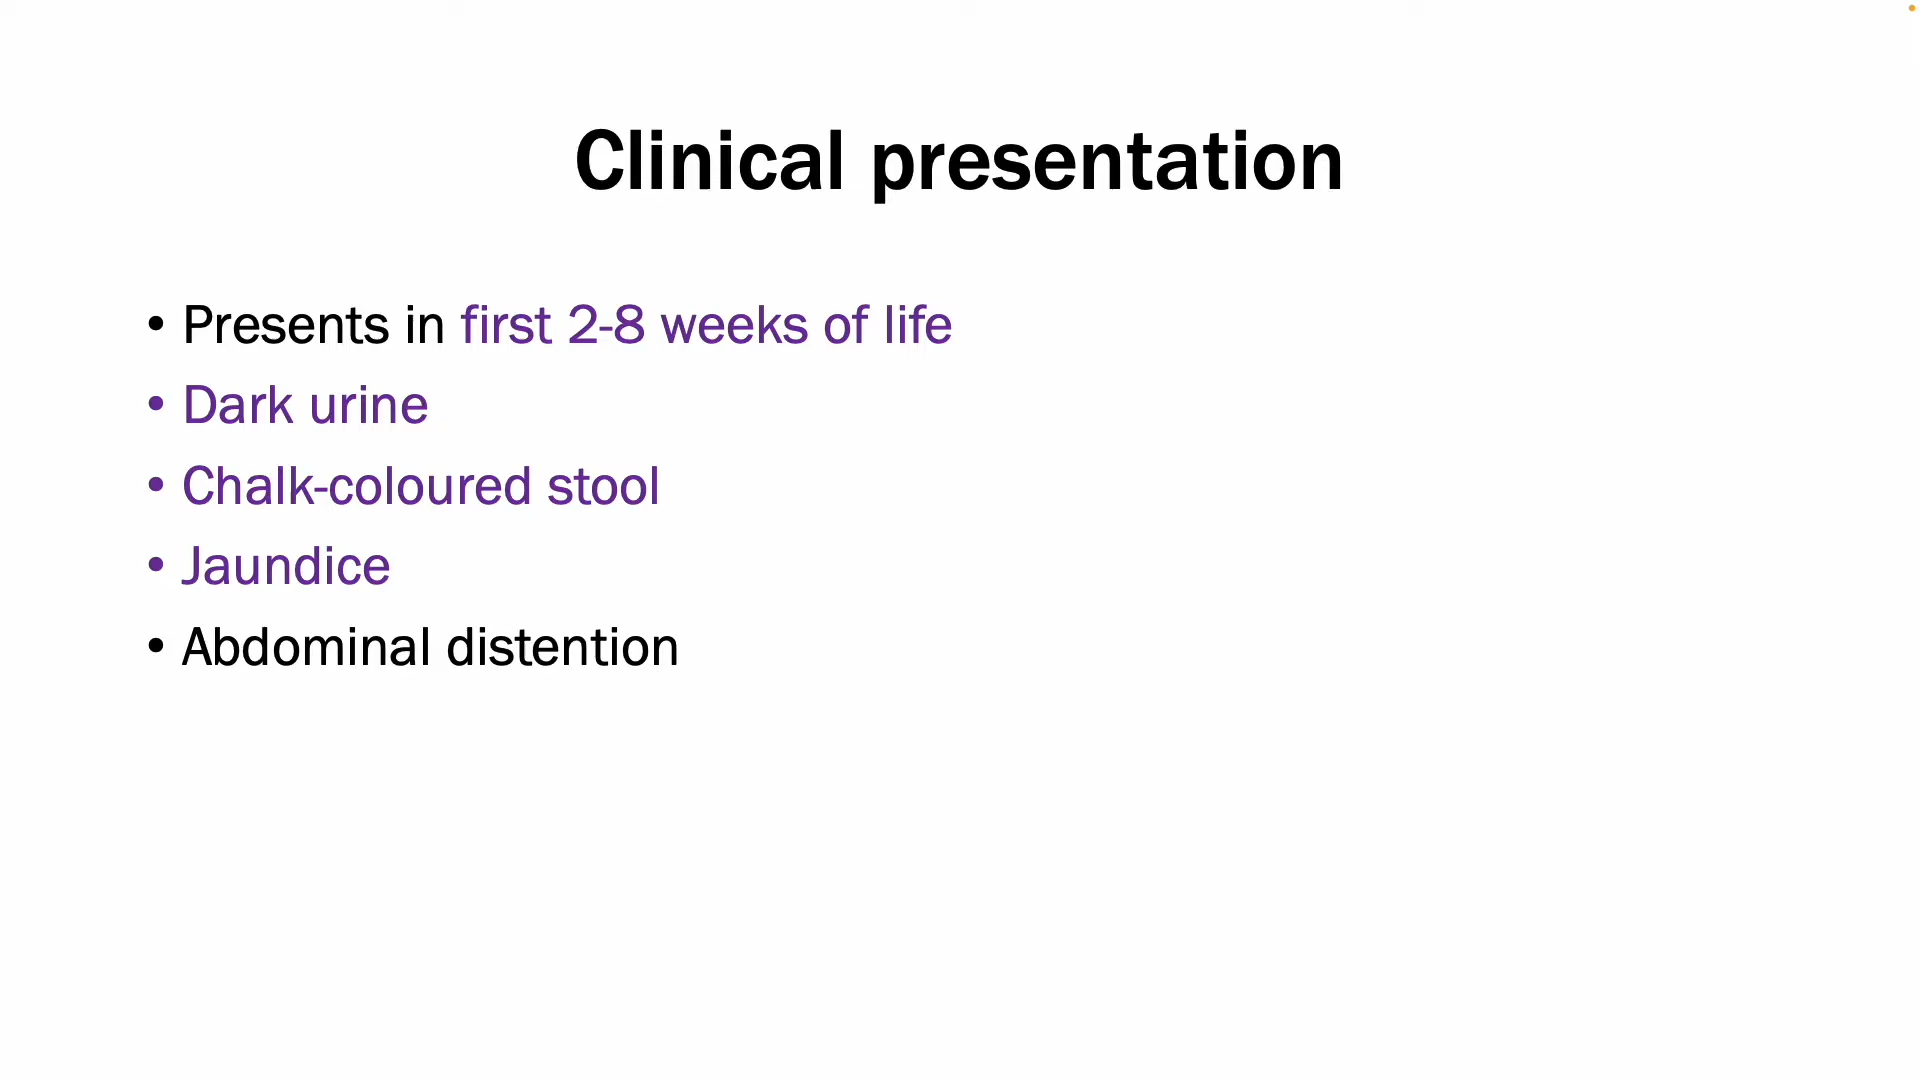 Clinical presentation
• Presents in first 2-8 weeks of life
• Dark urine
• Chalk-coloured stool
• Jaundice
• Abdominal distention